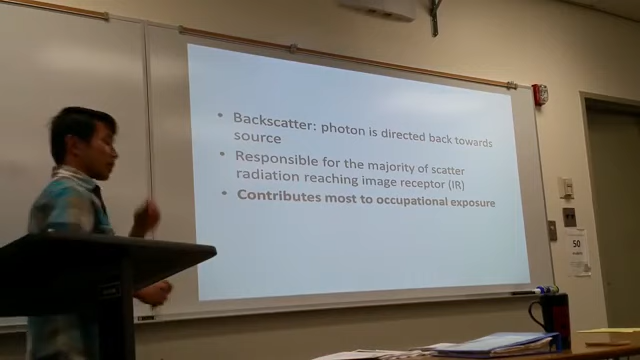 • Backscatter: photon is directed back towards
source
• Responsible for the majority of scatter
radiation reaching image receptor (IR)
• Contributes most to occupational exposure
50